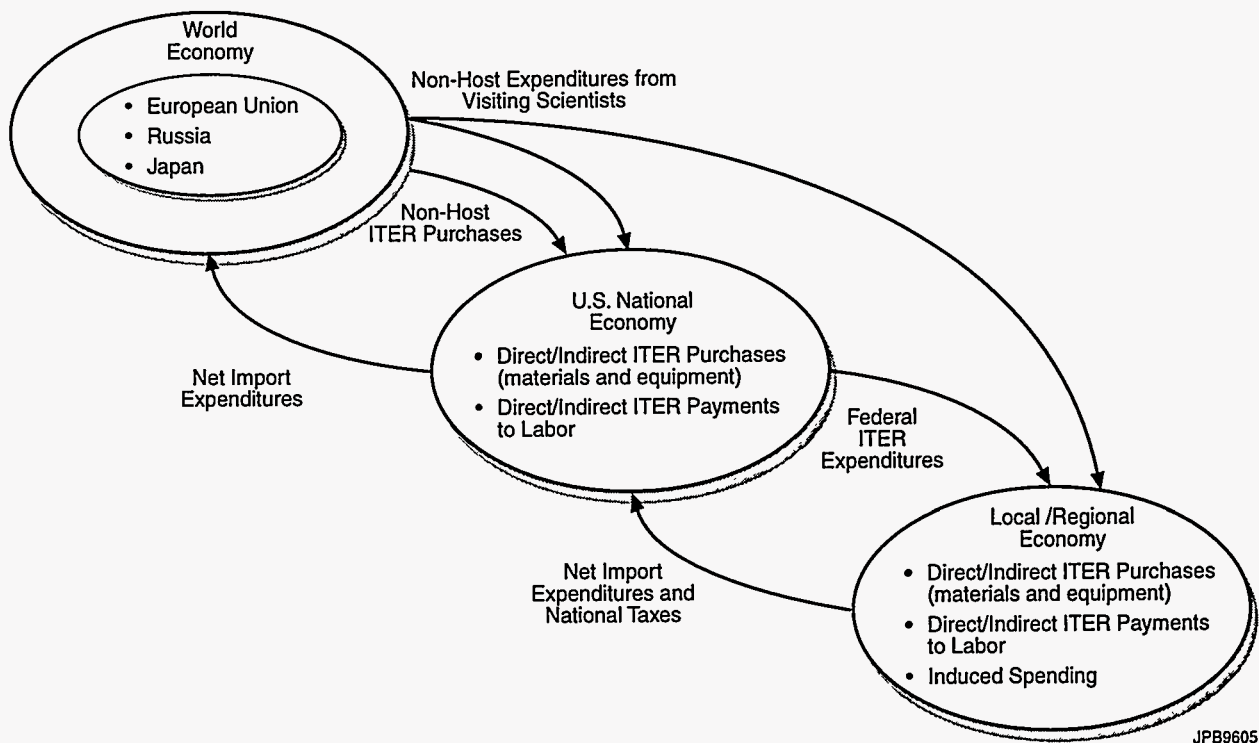 World
Economy
• European Union
• Russia
• Japan
Non-Host Expenditures from
Visiting Scientists
Non-Host
ITER Purchases
Net Import
Expenditures
U.S. National
Economy
• Direct/Indirect ITER Purchases
(materials and equipment)
• Direct/Indirect ITER Payments
to Labor
Federal
ITER
Expenditures
Net Import
Expenditures and
National Taxes
Local /Regional
Economy
• Direct/Indirect ITER Purchases
(materials and equipment)
• Direct/Indirect ITER Payments
to Labor
• Induced Spending
JPB9605